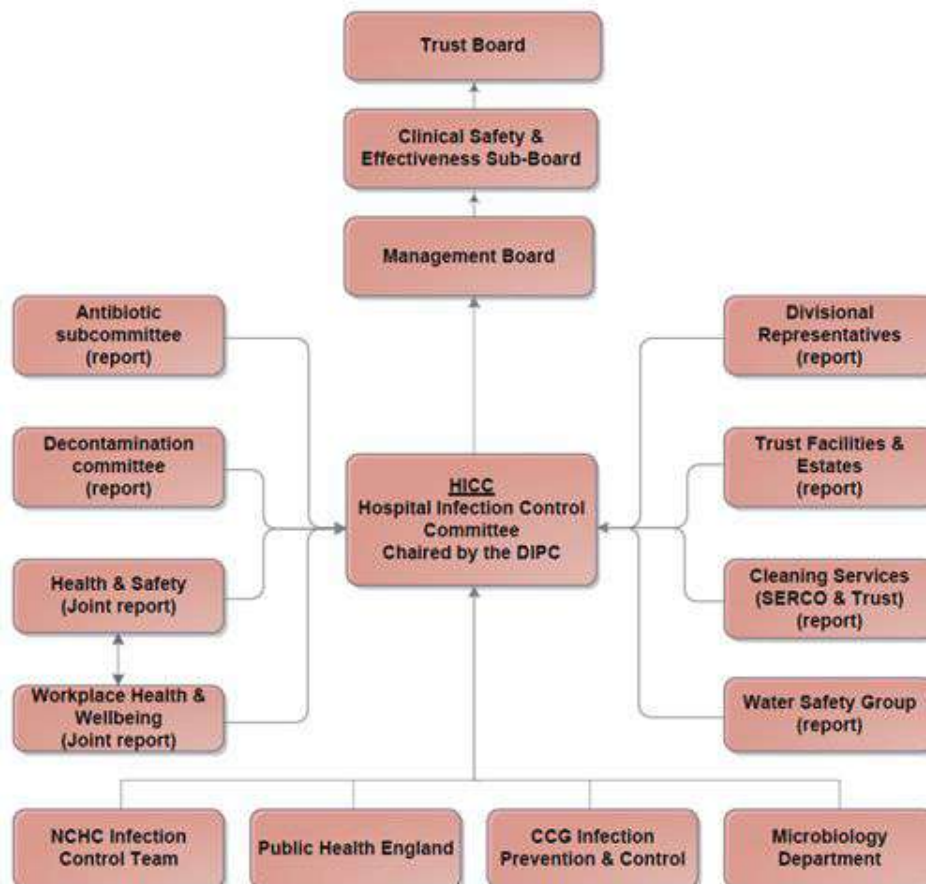 Trust Board
Clinical Safety &
Effectiveness Sub-Board
Management Board
Antibiotic
subcommittee
(report)
Divisional
Representatives
(report)
Decontamination
committee
(report)
HICC
Hospital Infection Control
Committee
Chaired by the DIPC
Trust Facilities &
Estates
(report)
Health & Safety
(Joint report)
Cleaning Services
(SERCO & Trust)
(report)
Workplace Health &
Wellbeing
(Joint report)
Water Safety Group
(report)
NCHC Infection
Control Team
Public Health England
CCG Infection
Prevention & Control
Microbiology
Department